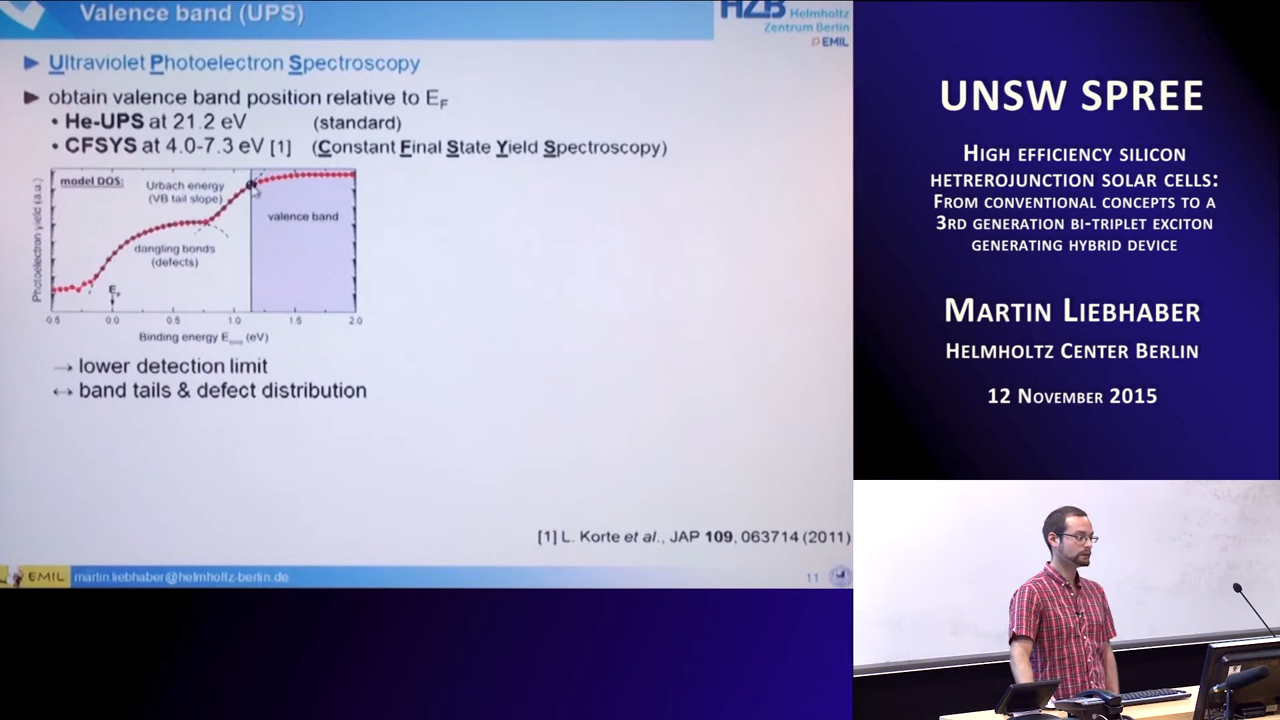 Valence band (UPS)
HZB Helmholtz
Zentrum Berlin
EMIL
Ultraviolet Photoelectron Spectroscopy
obtain valence band position relative to EF
• He-UPS at 21.2 eV (standard)
• CFSYS at 4.0-7.3 eV [1] (Constant Final State Yield Spectroscopy)
model DOS:
Urbach energy
(VB tail slope)
valence band
dangling bonds
(defects)
EF
Photoelectron yield (a.u.)
-0.5 0.0 0.5 1.0 1.5 2.0
Binding energy Ebind (eV)
→ lower detection limit
↔ band tails & defect distribution
[1] L. Korte et al., JAP 109, 063714 (2011)
EMIL martin.liebhaber@helmholtz-berlin.de 11
UNSW SPREE
High efficiency silicon
hetrerojunction solar cells:
From conventional concepts to a
3rd generation bi-triplet exciton
generating hybrid device
Martin Liebhaber
Helmholtz Center Berlin
12 November 2015